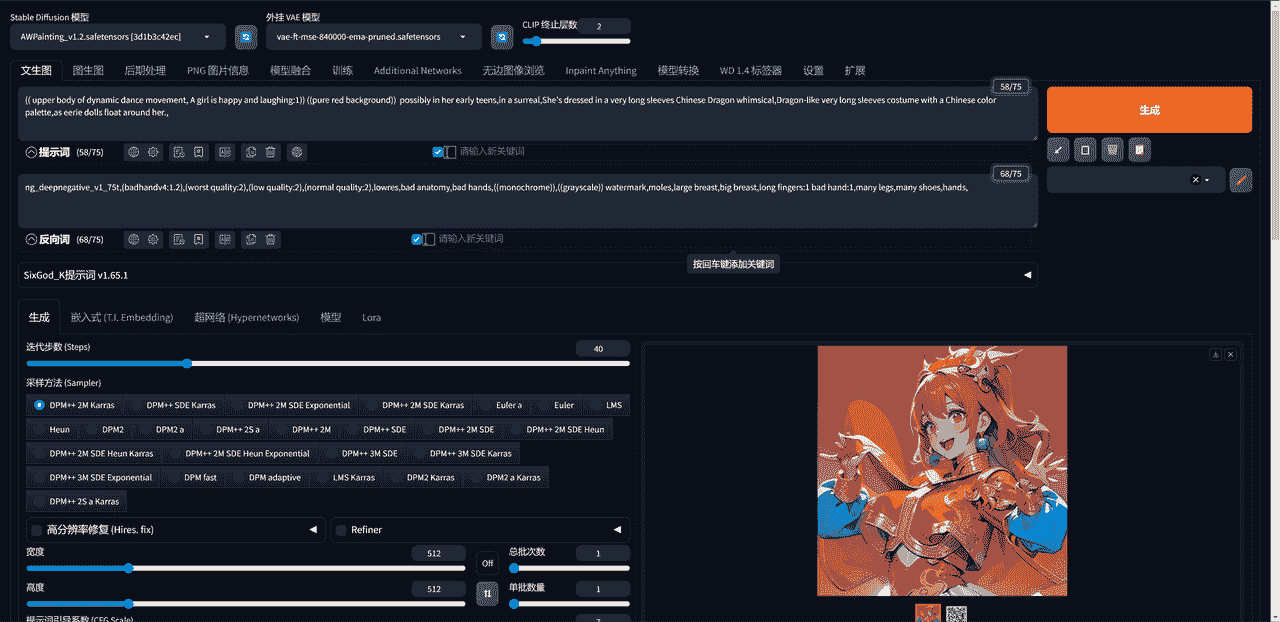 Stable Diffusion 模型
外挂 VAE 模型
CLIP 终止层数
2
AWPainting_v1.2.safetensors [3d1b3c42ec]
vae-ft-mse-840000-ema-pruned.safetensors
文生图
图生图
后期处理
PNG 图片信息
模型融合
训练
Additional Networks
无边图像浏览
Inpaint Anything
模型转换
WD 1.4 标签器
设置
扩展
58/75
(( upper body of dynamic dance movement, A girl is happy and laughing:1)) ((pure red background)) possibly in her early teens,in a surreal,She's dressed in a very long sleeves Chinese Dragon whimsical,Dragon-like very long sleeves costume with a Chinese color
palette,as eerie dolls float around her.,
生成
提示词 (58/75)
请输入新关键词
68/75
ng_deepnegative_v1_75t,(badhandv4:1.2),(worst quality:2),(low quality:2),(normal quality:2),lowres,bad anatomy,bad hands,((monochrome)),((grayscale)) watermark,moles,large breast,big breast,long fingers:1 bad hand:1,many legs,many shoes,hands,
反向词 (68/75)
请输入新关键词
按回车键添加关键词
SixGod_K提示词 v1.65.1
生成
嵌入式 (T.I. Embedding)
超网络 (Hypernetworks)
模型
Lora
迭代步数 (Steps)
40
采样方法 (Sampler)
DPM++ 2M Karras
DPM++ SDE Karras
DPM++ 2M SDE Exponential
DPM++ 2M SDE Karras
Euler a
Euler
LMS
Heun
DPM2
DPM2 a
DPM++ 2S a
DPM++ 2M
DPM++ SDE
DPM++ 2M SDE
DPM++ 2M SDE Heun
DPM++ 2M SDE Heun Karras
DPM++ 2M SDE Heun Exponential
DPM++ 3M SDE
DPM++ 3M SDE Karras
DPM++ 3M SDE Exponential
DPM fast
DPM adaptive
LMS Karras
DPM2 Karras
DPM2 a Karras
DPM++ 2S a Karras
高分辨率修复 (Hires. fix)
Refiner
宽度
512
Off
总批次数
1
高度
512
单批数量
1
提示词引导系数 (CFG Scale)
7